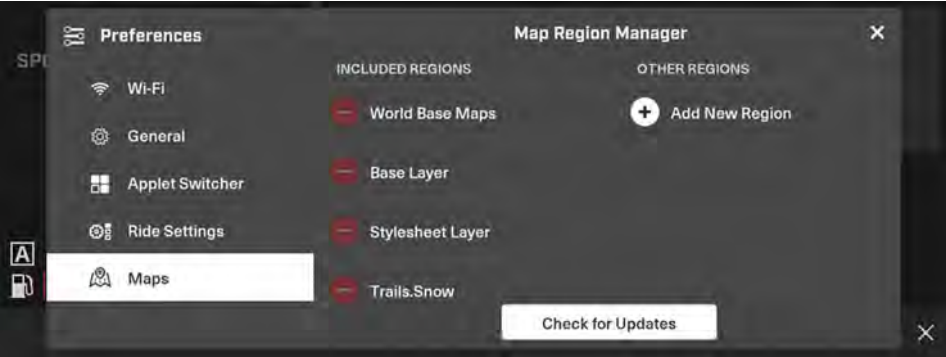 Preferences
Map Region Manager
SPE
INCLUDED REGIONS
OTHER REGIONS
Wi-Fi
World Base Maps
Add New Region
General
Base Layer
Applet Switcher
Ride Settings
Stylesheet Layer
A
Maps
Trails.Snow
Check for Updates